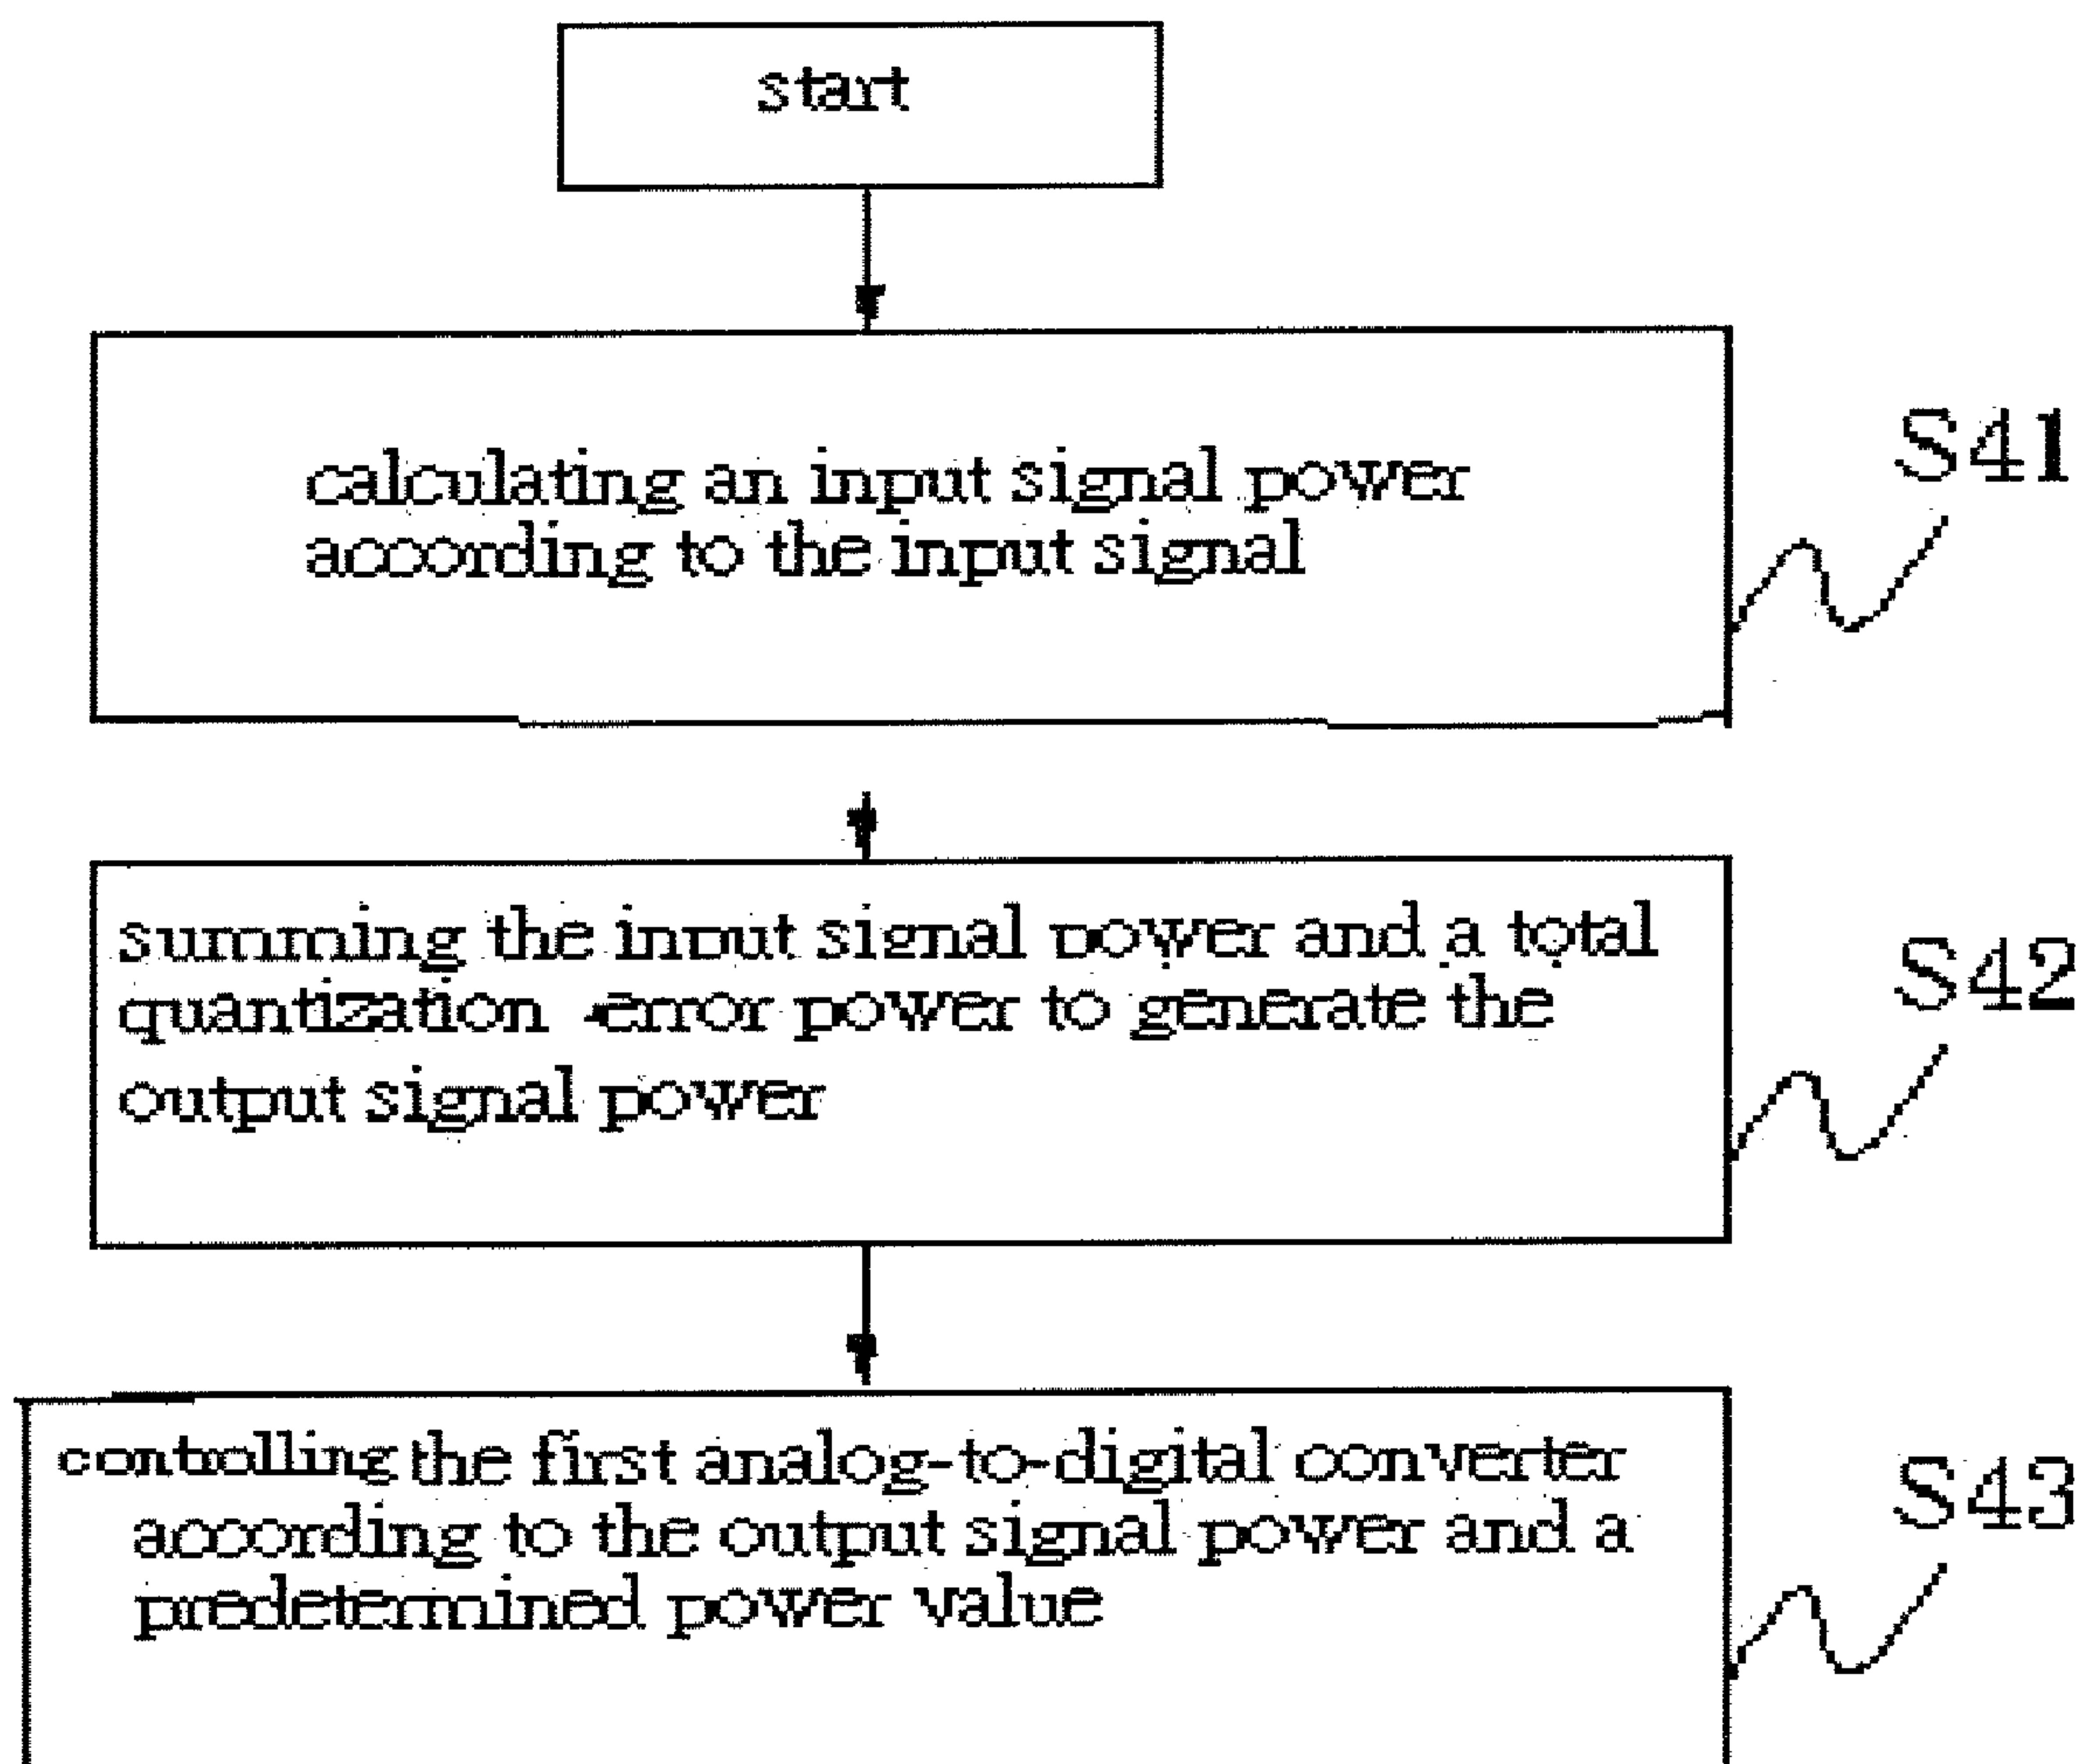 start
calculating an input signal power
according to the input signal
S41
summing the input signal power and a total
quantization error power to generate the
output signal power
S42
controlling the first analog-to-digital converter
according to the output signal power and a
predetermined power value
S43